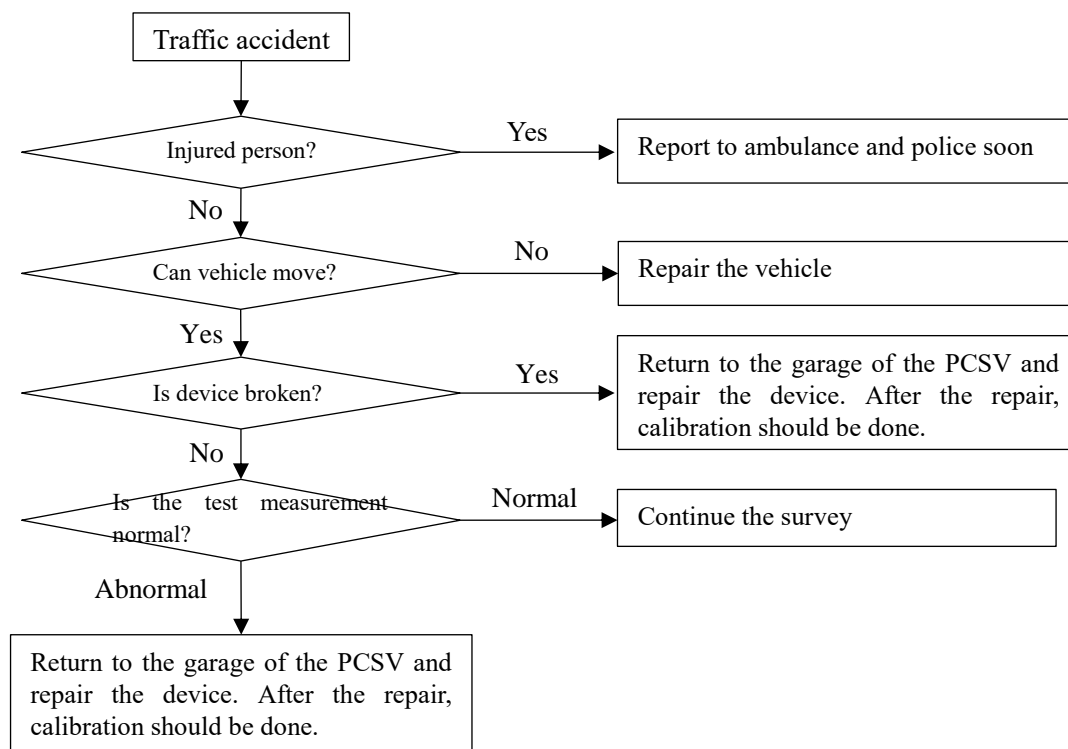 Traffic accident
Injured person?
Yes
Report to ambulance and police soon
No
Can vehicle move?
No
Repair the vehicle
Yes
Is device broken?
Yes
Return to the garage of the PCSV and
repair the device. After the repair,
calibration should be done.
No
Is the test measurement
normal?
Normal
Continue the survey
Abnormal
Return to the garage of the PCSV and
repair the device. After the repair,
calibration should be done.